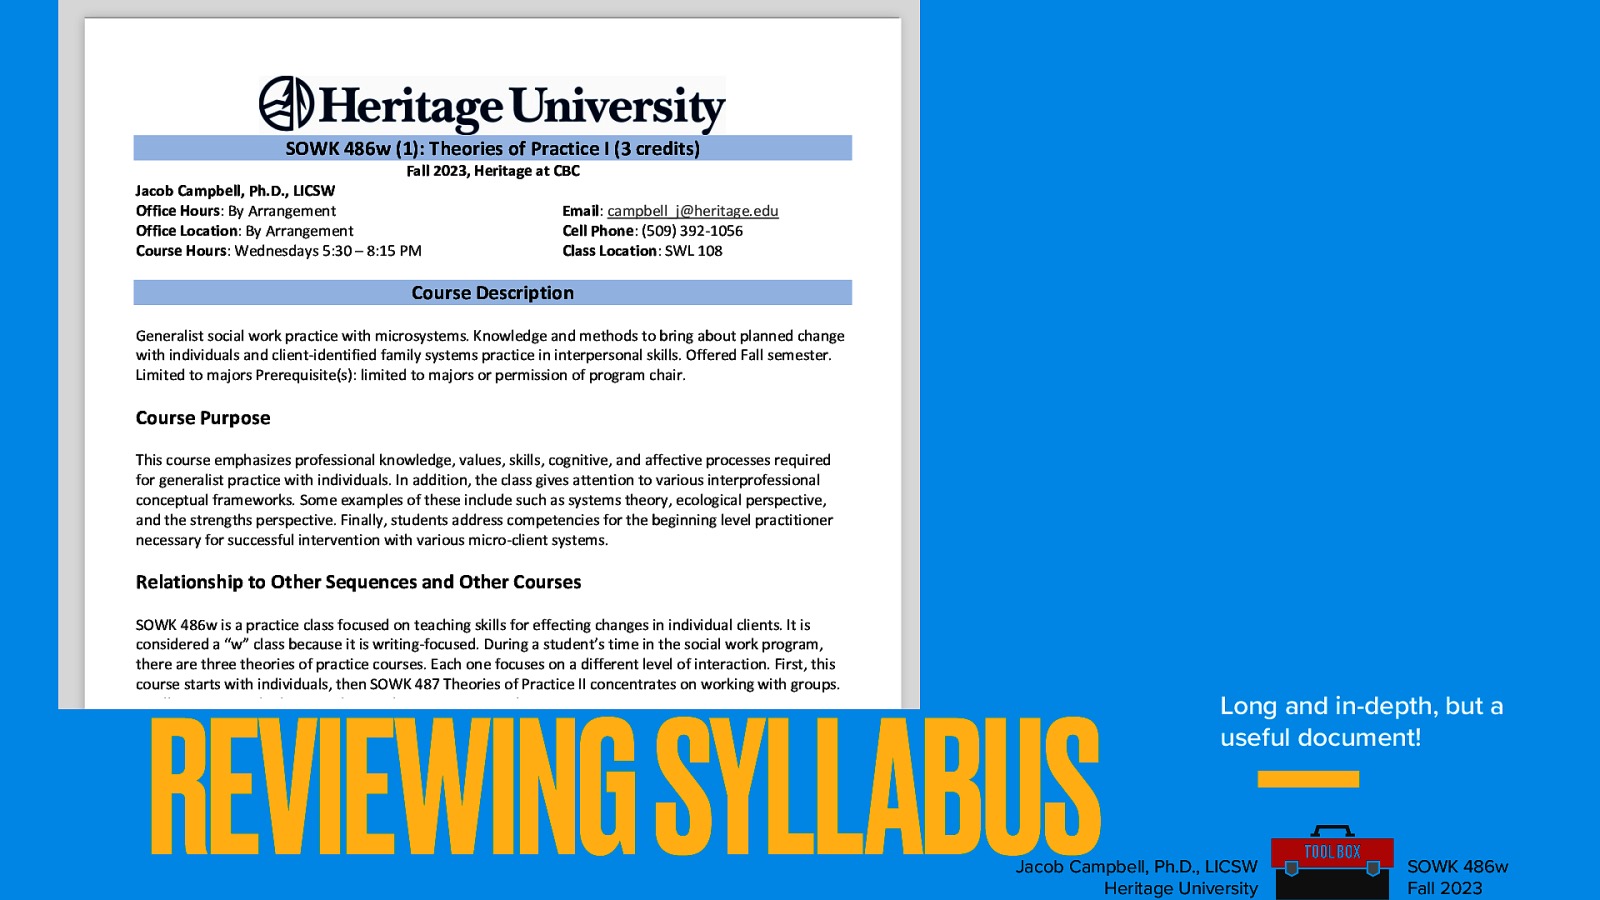 Heritage University
SOWK 486w (1): Theories of Practice I (3 credits)
Fall 2023, Heritage at CBC
Jacob Campbell, Ph.D., LICSW
Office Hours: By Arrangement
Email: campbell_j@heritage.edu
Office Location: By Arrangement
Cell Phone: (509) 392-1056
Course Hours: Wednesdays 5:30 – 8:15 PM
Class Location: SWL 108
Course Description
Generalist social work practice with microsystems. Knowledge and methods to bring about planned change
with individuals and client-identified family systems practice in interpersonal skills. Offered Fall semester.
Limited to majors Prerequisite(s): limited to majors or permission of program chair.
Course Purpose
This course emphasizes professional knowledge, values, skills, cognitive, and affective processes required
for generalist practice with individuals. In addition, the class gives attention to various interprofessional
conceptual frameworks. Some examples of these include such as systems theory, ecological perspective,
and the strengths perspective. Finally, students address competencies for the beginning level practitioner
necessary for successful intervention with various micro-client systems.
Relationship to Other Sequences and Other Courses
SOWK 486w is a practice class focused on teaching skills for effecting changes in individual clients. It is
considered a “w” class because it is writing-focused. During a student’s time in the social work program,
there are three theories of practice courses. Each one focuses on a different level of interaction. First, this
course starts with individuals, then SOWK 487 Theories of Practice II concentrates on working with groups.
REVIEWING SYLLABUS
Long and in-depth, but a
useful document!
Jacob Campbell, Ph.D., LICSW
Heritage University
TOOL BOX
SOWK 486w
Fall 2023